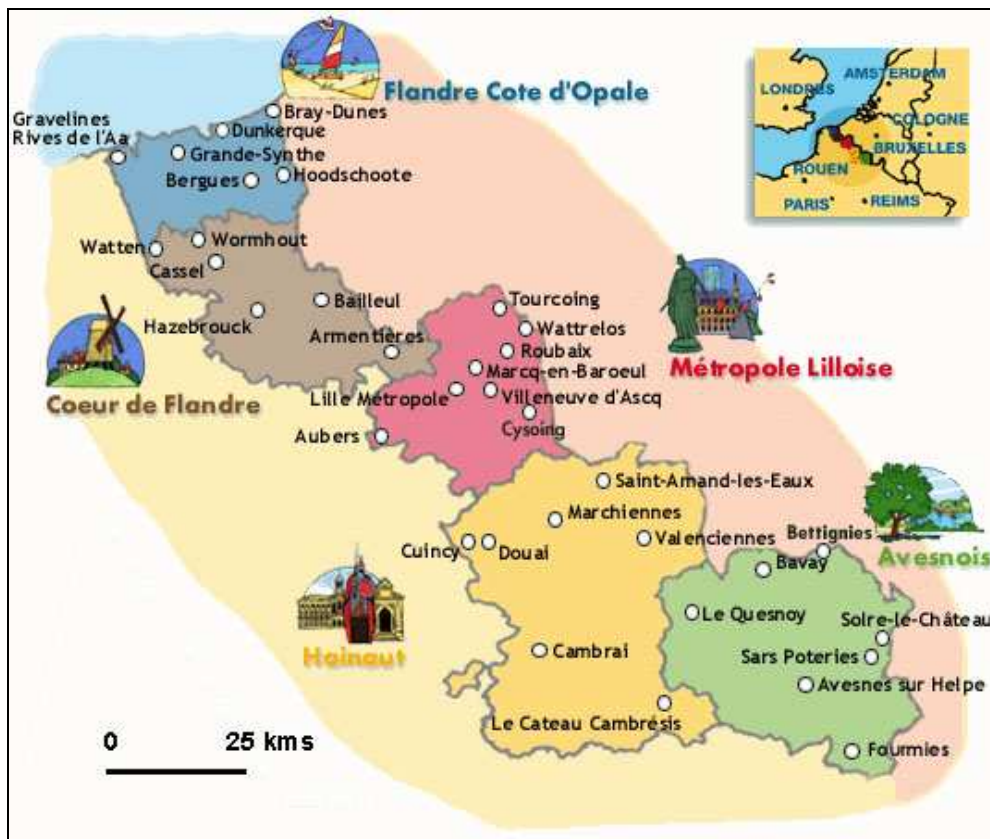 Flandre Cote d'Opale
Bray-Dunes
Gravelines
Rives de l'Aa
Dunkerque
Grande-Synthe
Bergues
Hoodschoote
Watten
Wormhout
Cassel
Bailleul
Hazebrouck
Armentières
Coeur de Flandre
Tourcoing
Wattrelos
Roubaix
Marcq-en-Baroeul
Lille Métropole
Villeneuve d'Ascq
Cysoing
Aubers
Métropole Lilloise
LONDRES
AMSTERDAM
COLOGNE
BRUXELLES
ROUEN
PARIS
REIMS
Saint-Amand-les-Eaux
Marchiennes
Cuincy
Douai
Valenciennes
Bettignies
Avesnois
Bavay
Le Quesnoy
Solre-le-Château
Sars Poteries
Avesnes sur Helpe
Hainaut
Cambrai
Le Cateau Cambrésis
Fourmies
0 25 kms